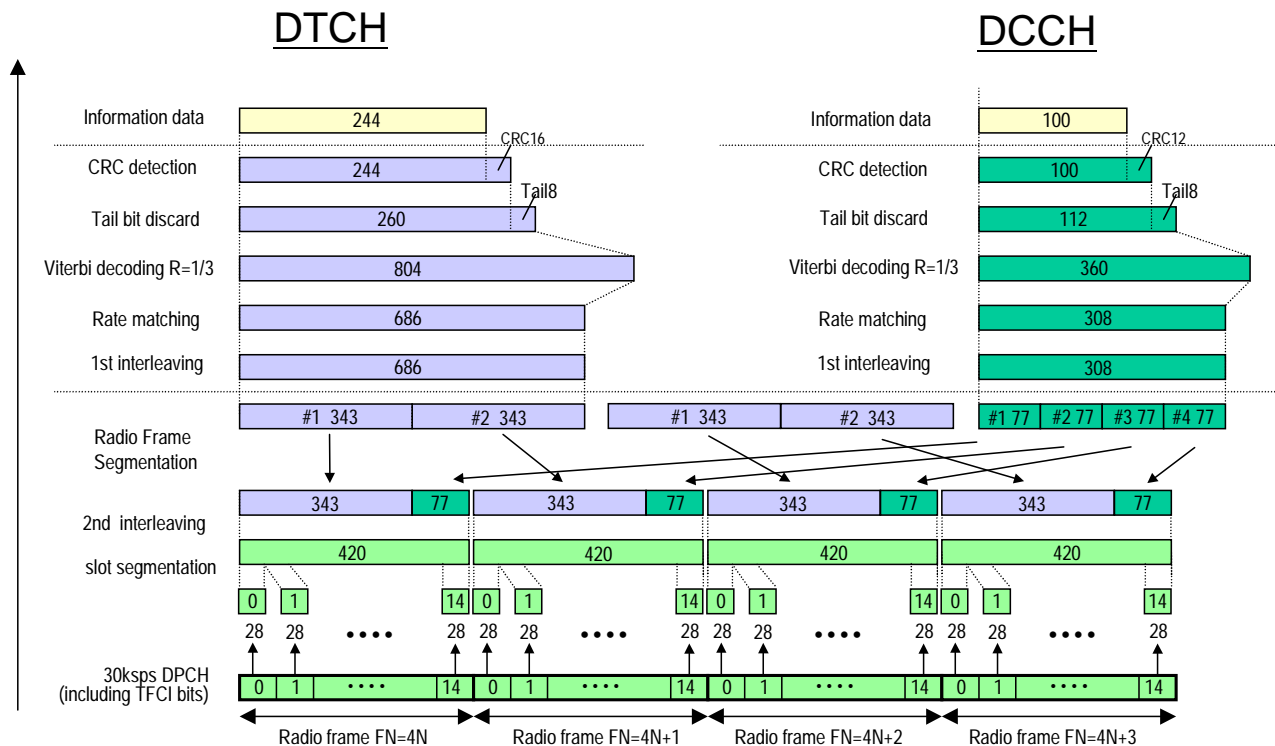 DTCH DCCH
Information data 244 Information data 100
CRC16 CRC12
CRC detection 244 CRC detection 100
Tail8 Tail8
Tail bit discard 260 Tail bit discard 112
Viterbi decoding R=1/3 804 Viterbi decoding R=1/3 360
Rate matching 686 Rate matching 308
1st interleaving 686 1st interleaving 308
#1 343 #2 343 #1 343 #2 343 #1 77 #2 77 #3 77 #4 77
Radio Frame
Segmentation
343 77 343 77 343 77 343 77
2nd interleaving
420 420 420 420
slot segmentation
0 1 14 0 1 14 0 1 14 0 1 14
28 28 •••• 28 28 28 •••• 28 28 28 •••• 28 28 28 •••• 28
30ksps DPCH
(including TFCI bits)
0 1 •••• 14 0 1 •••• 14 0 1 •••• 14 0 1 •••• 14
Radio frame FN=4N Radio frame FN=4N+1 Radio frame FN=4N+2 Radio frame FN=4N+3